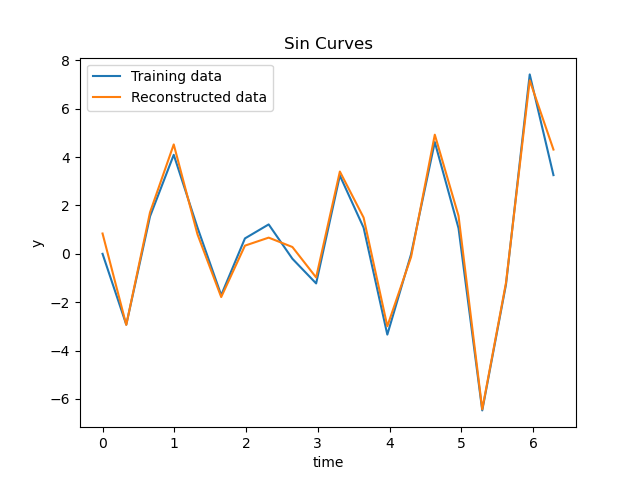 Sin Curves
Training data
Reconstructed data
8
6
4
2
0
−2
−4
−6
y
0 1 2 3 4 5 6
time